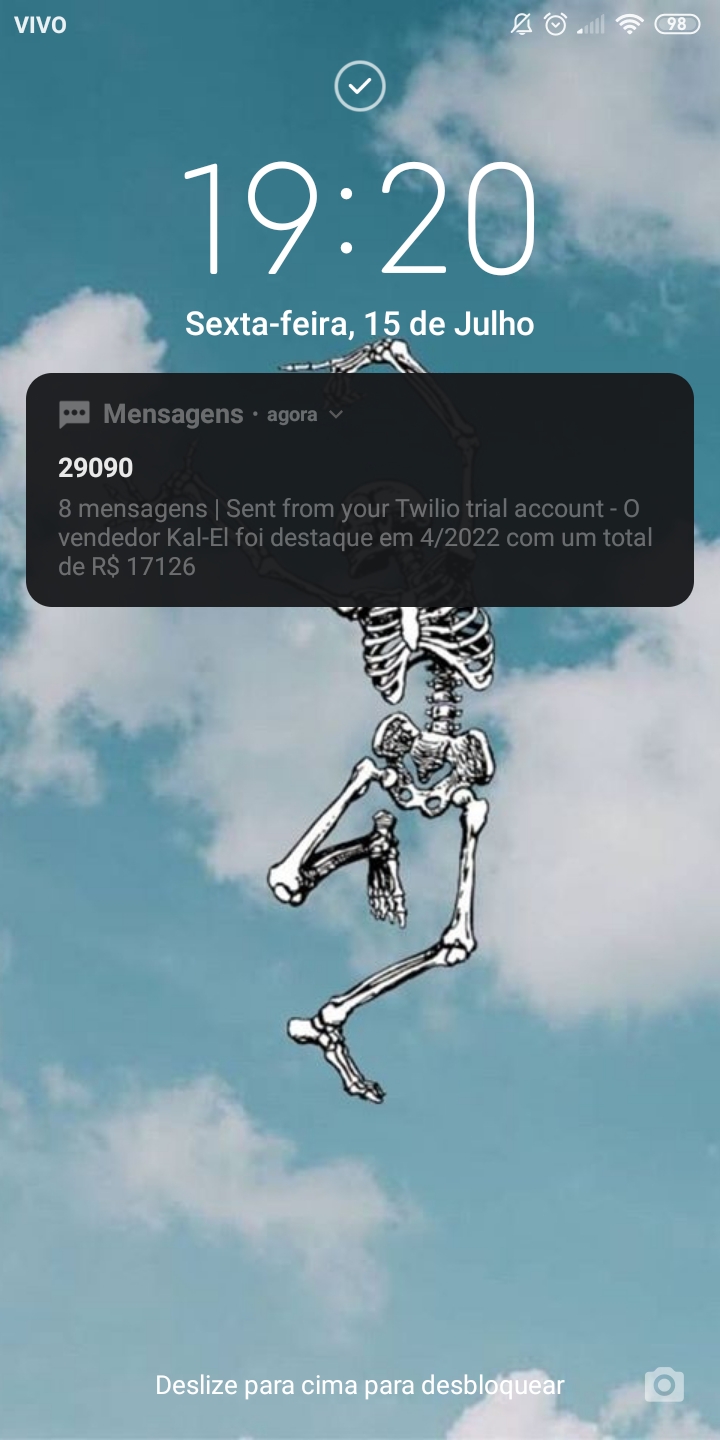 VIVO
98
19:20
Sexta-feira, 15 de Julho
Mensagens · agora
29090
8 mensagens | Sent from your Twilio trial account - O
vendedor Kal-El foi destaque em 4/2022 com um total
de R$ 17126
Deslize para cima para desbloquear